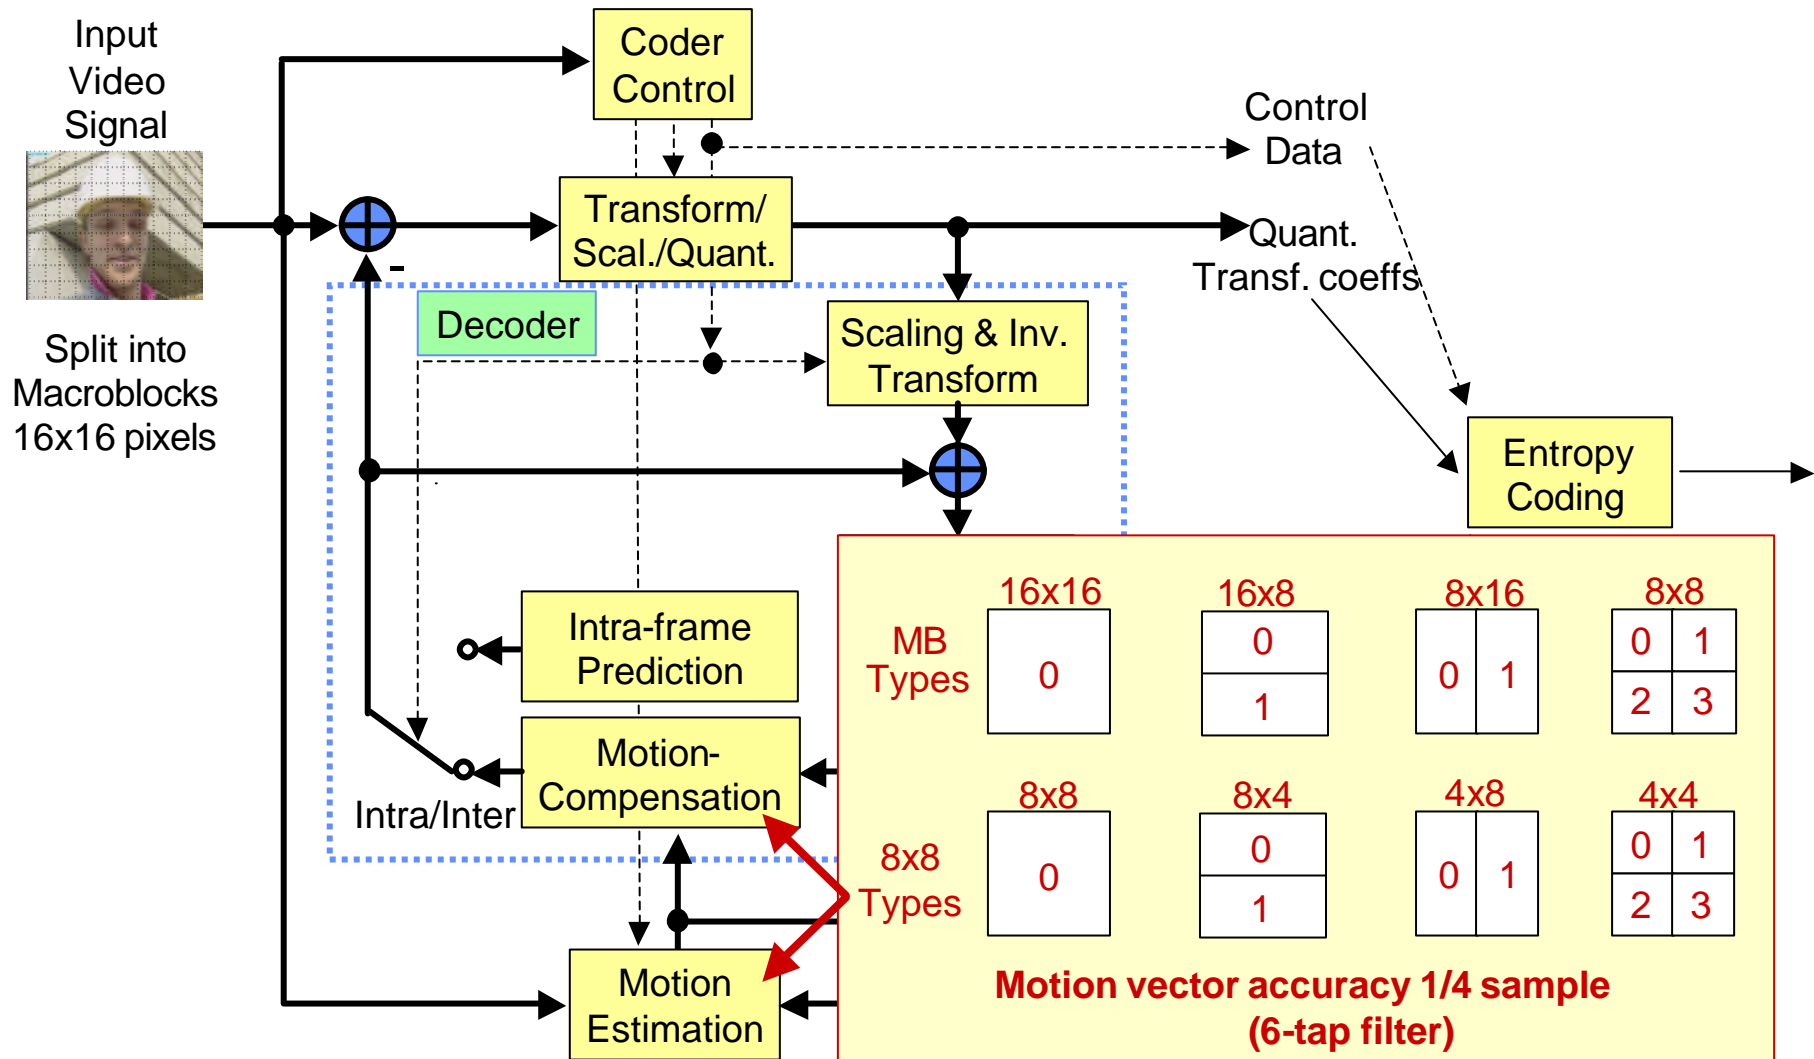 Input
Video
Signal
Split into
Macroblocks
16x16 pixels
Coder
Control
Control
Data
Transform/
Scal./Quant.
-
Quant.
Transf. coeffs
Decoder
Scaling & Inv.
Transform
Entropy
Coding
Intra-frame
Prediction
Motion-
Compensation
Intra/Inter
Motion
Estimation
16x16 16x8 8x16 8x8
MB
Types
0
0
1
0 1
0 1
2 3
8x8 8x4 4x8 4x4
8x8
Types
0
0
1
0 1
0 1
2 3
Motion vector accuracy 1/4 sample
(6-tap filter)